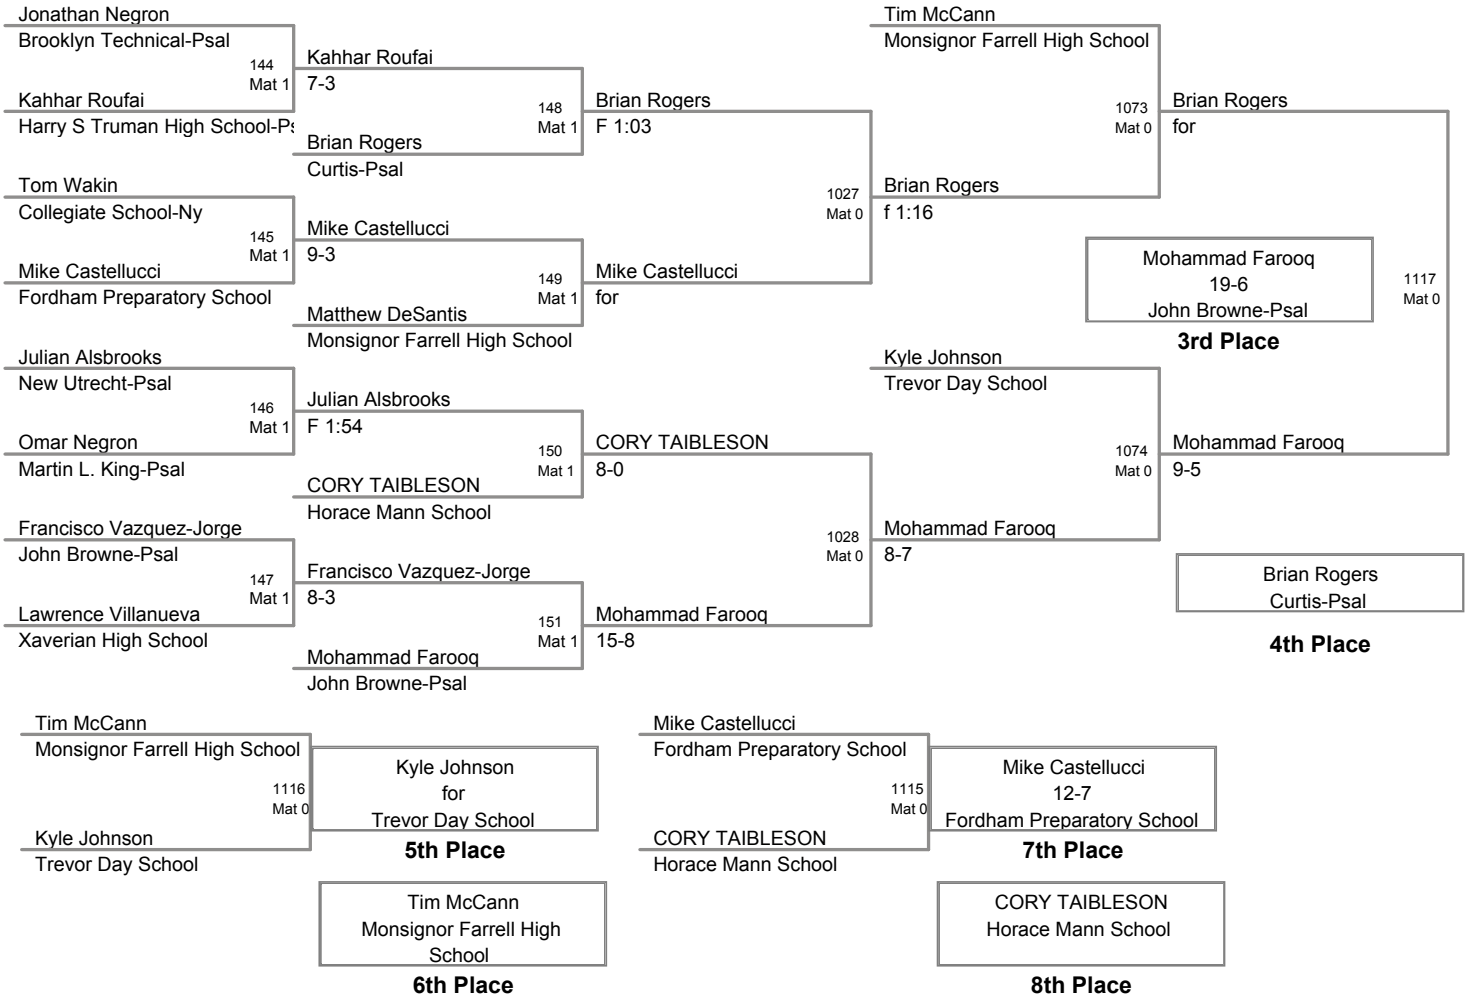 Jonathan Negron
Brooklyn Technical-Psal
144
Mat 1
Kahhar Roufai
Harry S Truman High School-Ps
Kahhar Roufai
7-3
148
Mat 1
Brian Rogers
Curtis-Psal
Brian Rogers
F 1:03
Tom Wakin
Collegiate School-Ny
145
Mat 1
Mike Castellucci
Fordham Preparatory School
Mike Castellucci
9-3
149
Mat 1
Matthew DeSantis
Monsignor Farrell High School
Mike Castellucci
for
1027
Mat 0
Brian Rogers
f 1:16
Tim McCann
Monsignor Farrell High School
1073
Mat 0
Brian Rogers
for
Julian Alsbrooks
New Utrecht-Psal
146
Mat 1
Omar Negron
Martin L. King-Psal
Julian Alsbrooks
F 1:54
150
Mat 1
CORY TAIBLESON
Horace Mann School
CORY TAIBLESON
8-0
Francisco Vazquez-Jorge
John Browne-Psal
147
Mat 1
Lawrence Villanueva
Xaverian High School
Francisco Vazquez-Jorge
8-3
151
Mat 1
Mohammad Farooq
John Browne-Psal
Mohammad Farooq
15-8
1028
Mat 0
Mohammad Farooq
8-7
Kyle Johnson
Trevor Day School
1074
Mat 0
Mohammad Farooq
9-5
1117
Mat 0
Mohammad Farooq
19-6
John Browne-Psal
3rd Place
Brian Rogers
Curtis-Psal
4th Place
Tim McCann
Monsignor Farrell High School
1116
Mat 0
Kyle Johnson
Trevor Day School
Kyle Johnson
for
Trevor Day School
5th Place
Tim McCann
Monsignor Farrell High
School
6th Place
Mike Castellucci
Fordham Preparatory School
1115
Mat 0
CORY TAIBLESON
Horace Mann School
Mike Castellucci
12-7
Fordham Preparatory School
7th Place
CORY TAIBLESON
Horace Mann School
8th Place